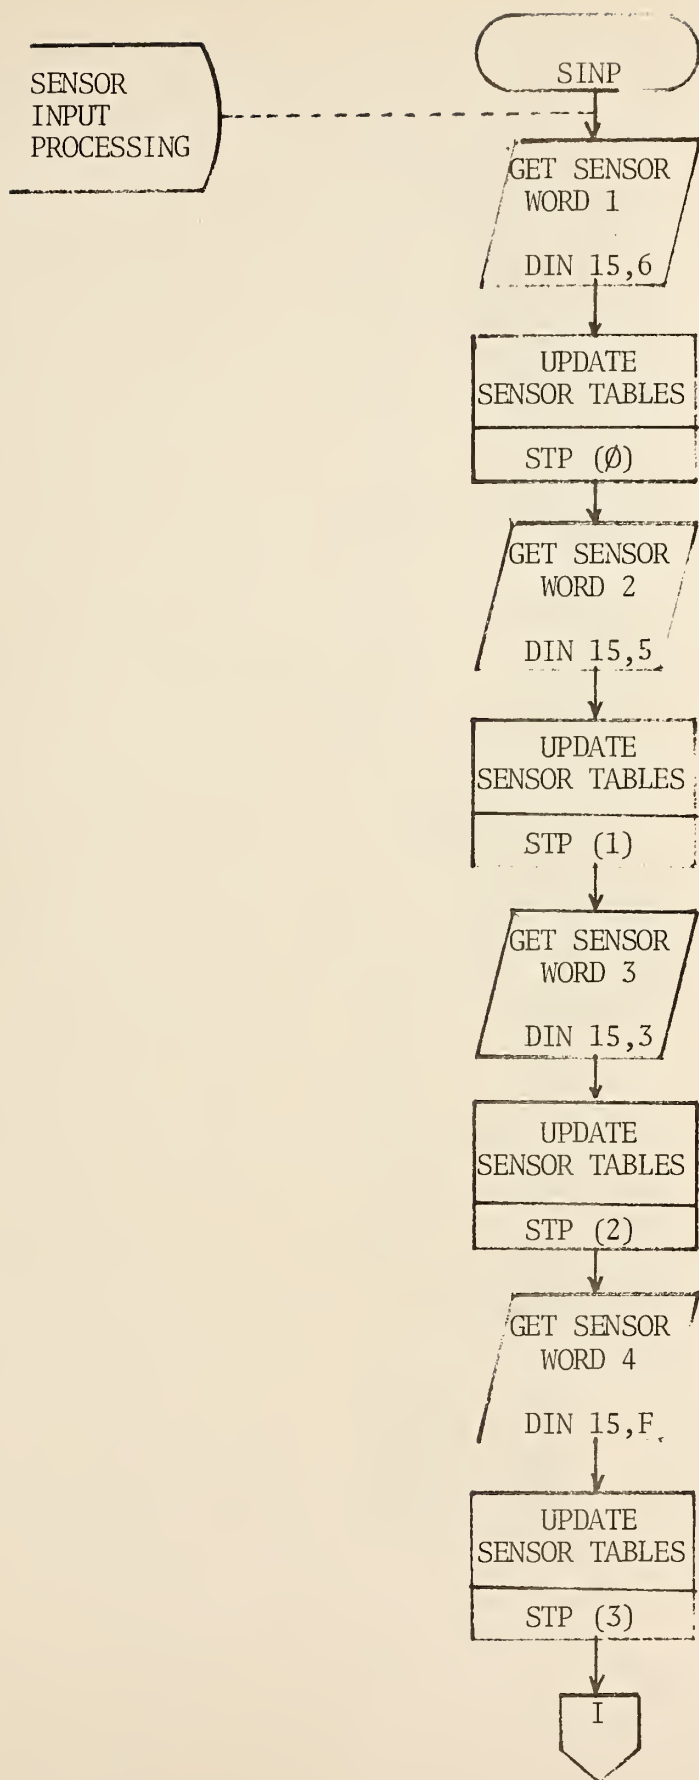 SENSOR
INPUT
PROCESSING
SINP
GET SENSOR
WORD 1
DIN 15,6
UPDATE
SENSOR TABLES
STP (Ø)
GET SENSOR
WORD 2
DIN 15,5
UPDATE
SENSOR TABLES
STP (1)
GET SENSOR
WORD 3
DIN 15,3
UPDATE
SENSOR TABLES
STP (2)
GET SENSOR
WORD 4
DIN 15,F
UPDATE
SENSOR TABLES
STP (3)
I